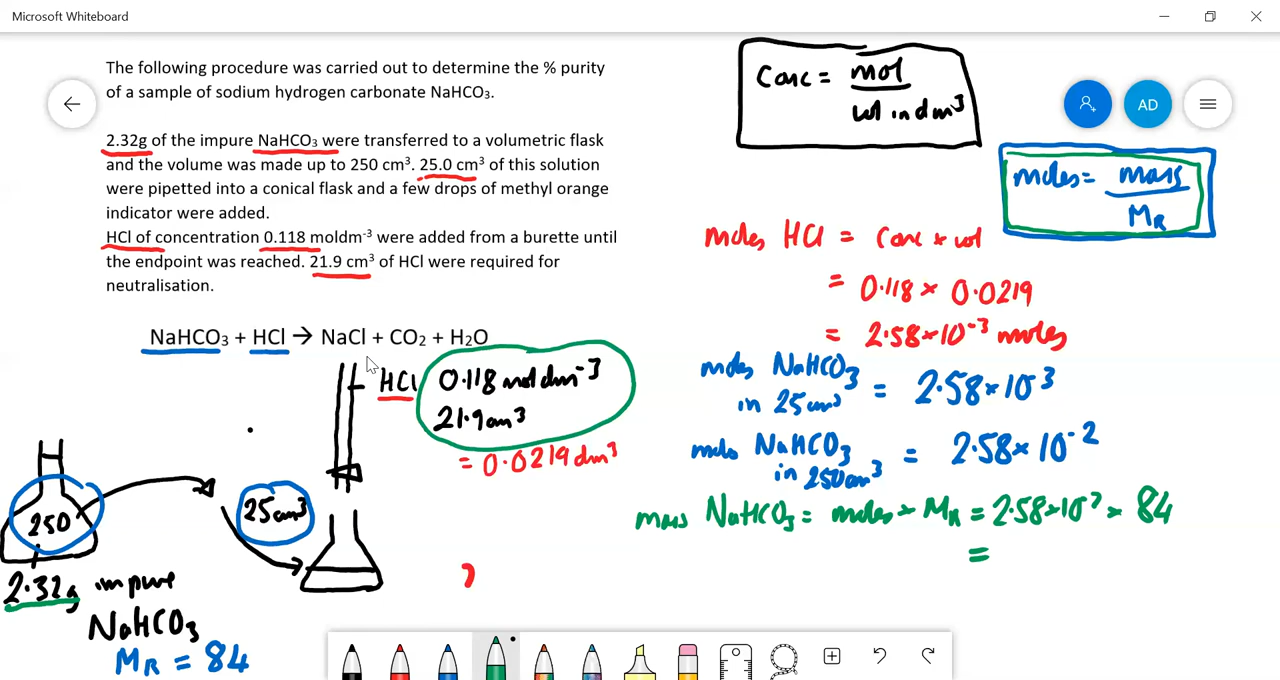 Microsoft Whiteboard
The following procedure was carried out to determine the % purity
of a sample of sodium hydrogen carbonate NaHCO₃.
2.32g of the impure NaHCO₃ were transferred to a volumetric flask
and the volume was made up to 250 cm³. 25.0 cm³ of this solution
were pipetted into a conical flask and a few drops of methyl orange
indicator were added.
HCl of concentration 0.118 moldm⁻³ were added from a burette until
the endpoint was reached. 21.9 cm³ of HCl were required for
neutralisation.
NaHCO₃ + HCl → NaCl + CO₂ + H₂O
HCl 0.118 mol dm⁻³
21.9 cm³
= 0.0219 dm³
250
25cm³
2.32g impure
NaHCO₃
MR = 84
Conc = mol
vol in dm³
AD
moles = mass
MR
moles HCl = conc × vol
= 0.118 × 0.0219
= 2.58×10⁻³ moles
moles NaHCO₃
in 25cm³ = 2.58×10⁻³
moles NaHCO₃
in 250cm³ = 2.58×10⁻²
mass NaHCO₃ = moles × MR = 2.58×10⁻² × 84
=